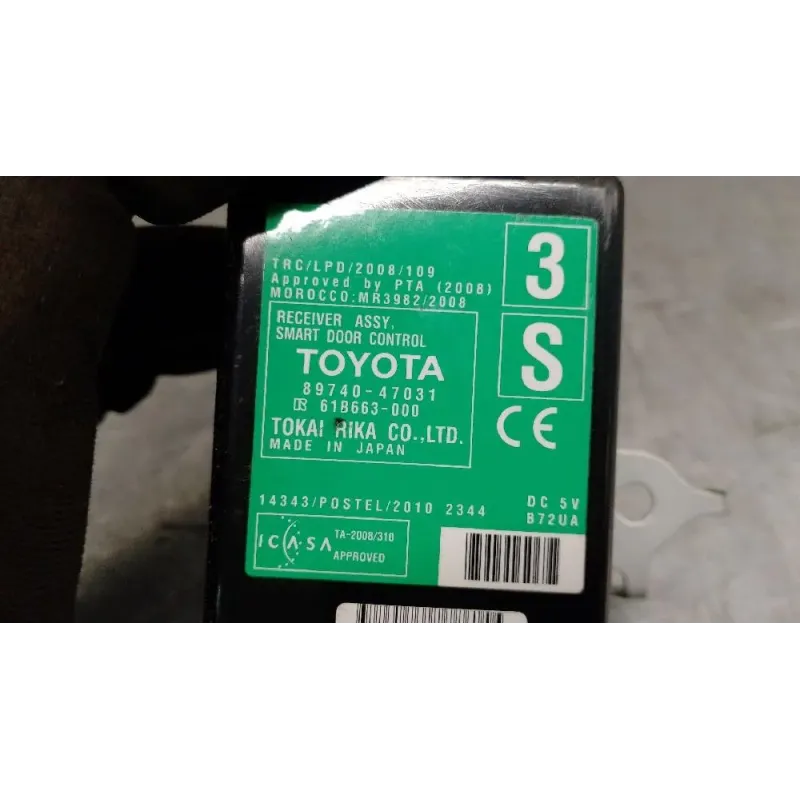 TRC/LPD/2008/109
Approved by PTA (2008)
MOROCCO:MR3982/2008
3
S
RECEIVER ASSY,
SMART DOOR CONTROL
TOYOTA
89740-47031
618663-000
TOKAI RIKA CO.,LTD.
MADE IN JAPAN
CE
14343/POSTEL/2010 2344
DC 5V
B72UA
ICASA
TA-2008/310
APPROVED